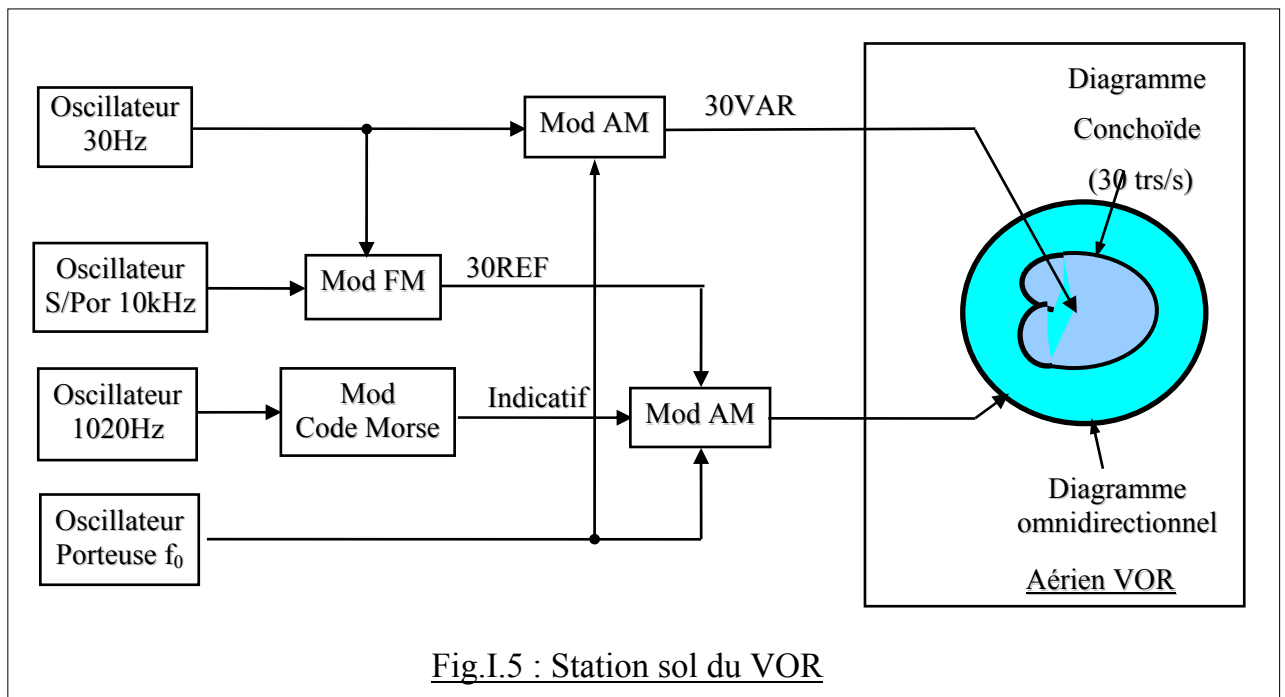 Diagramme
Conchoïde
(30 trs/s)
Oscillateur
30Hz
Mod AM
30VAR
Oscillateur
S/Por 10kHz
Mod FM
30REF
Oscillateur
1020Hz
Mod
Code Morse
Indicatif
Mod AM
Oscillateur
Porteuse f₀
Diagramme
omnidirectionnel
Aérien VOR
Fig.I.5 : Station sol du VOR